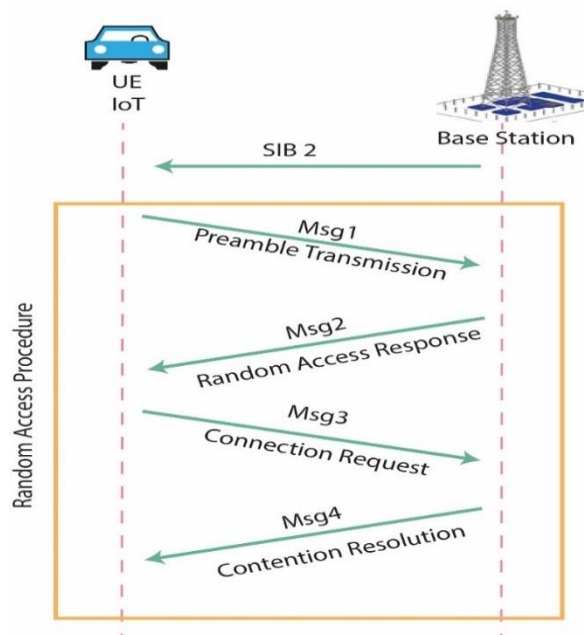 UE
IoT
Base Station
SIB 2
Msg1
Preamble Transmission
Msg2
Random Access Response
Msg3
Connection Request
Msg4
Contention Resolution
Random Access Procedure